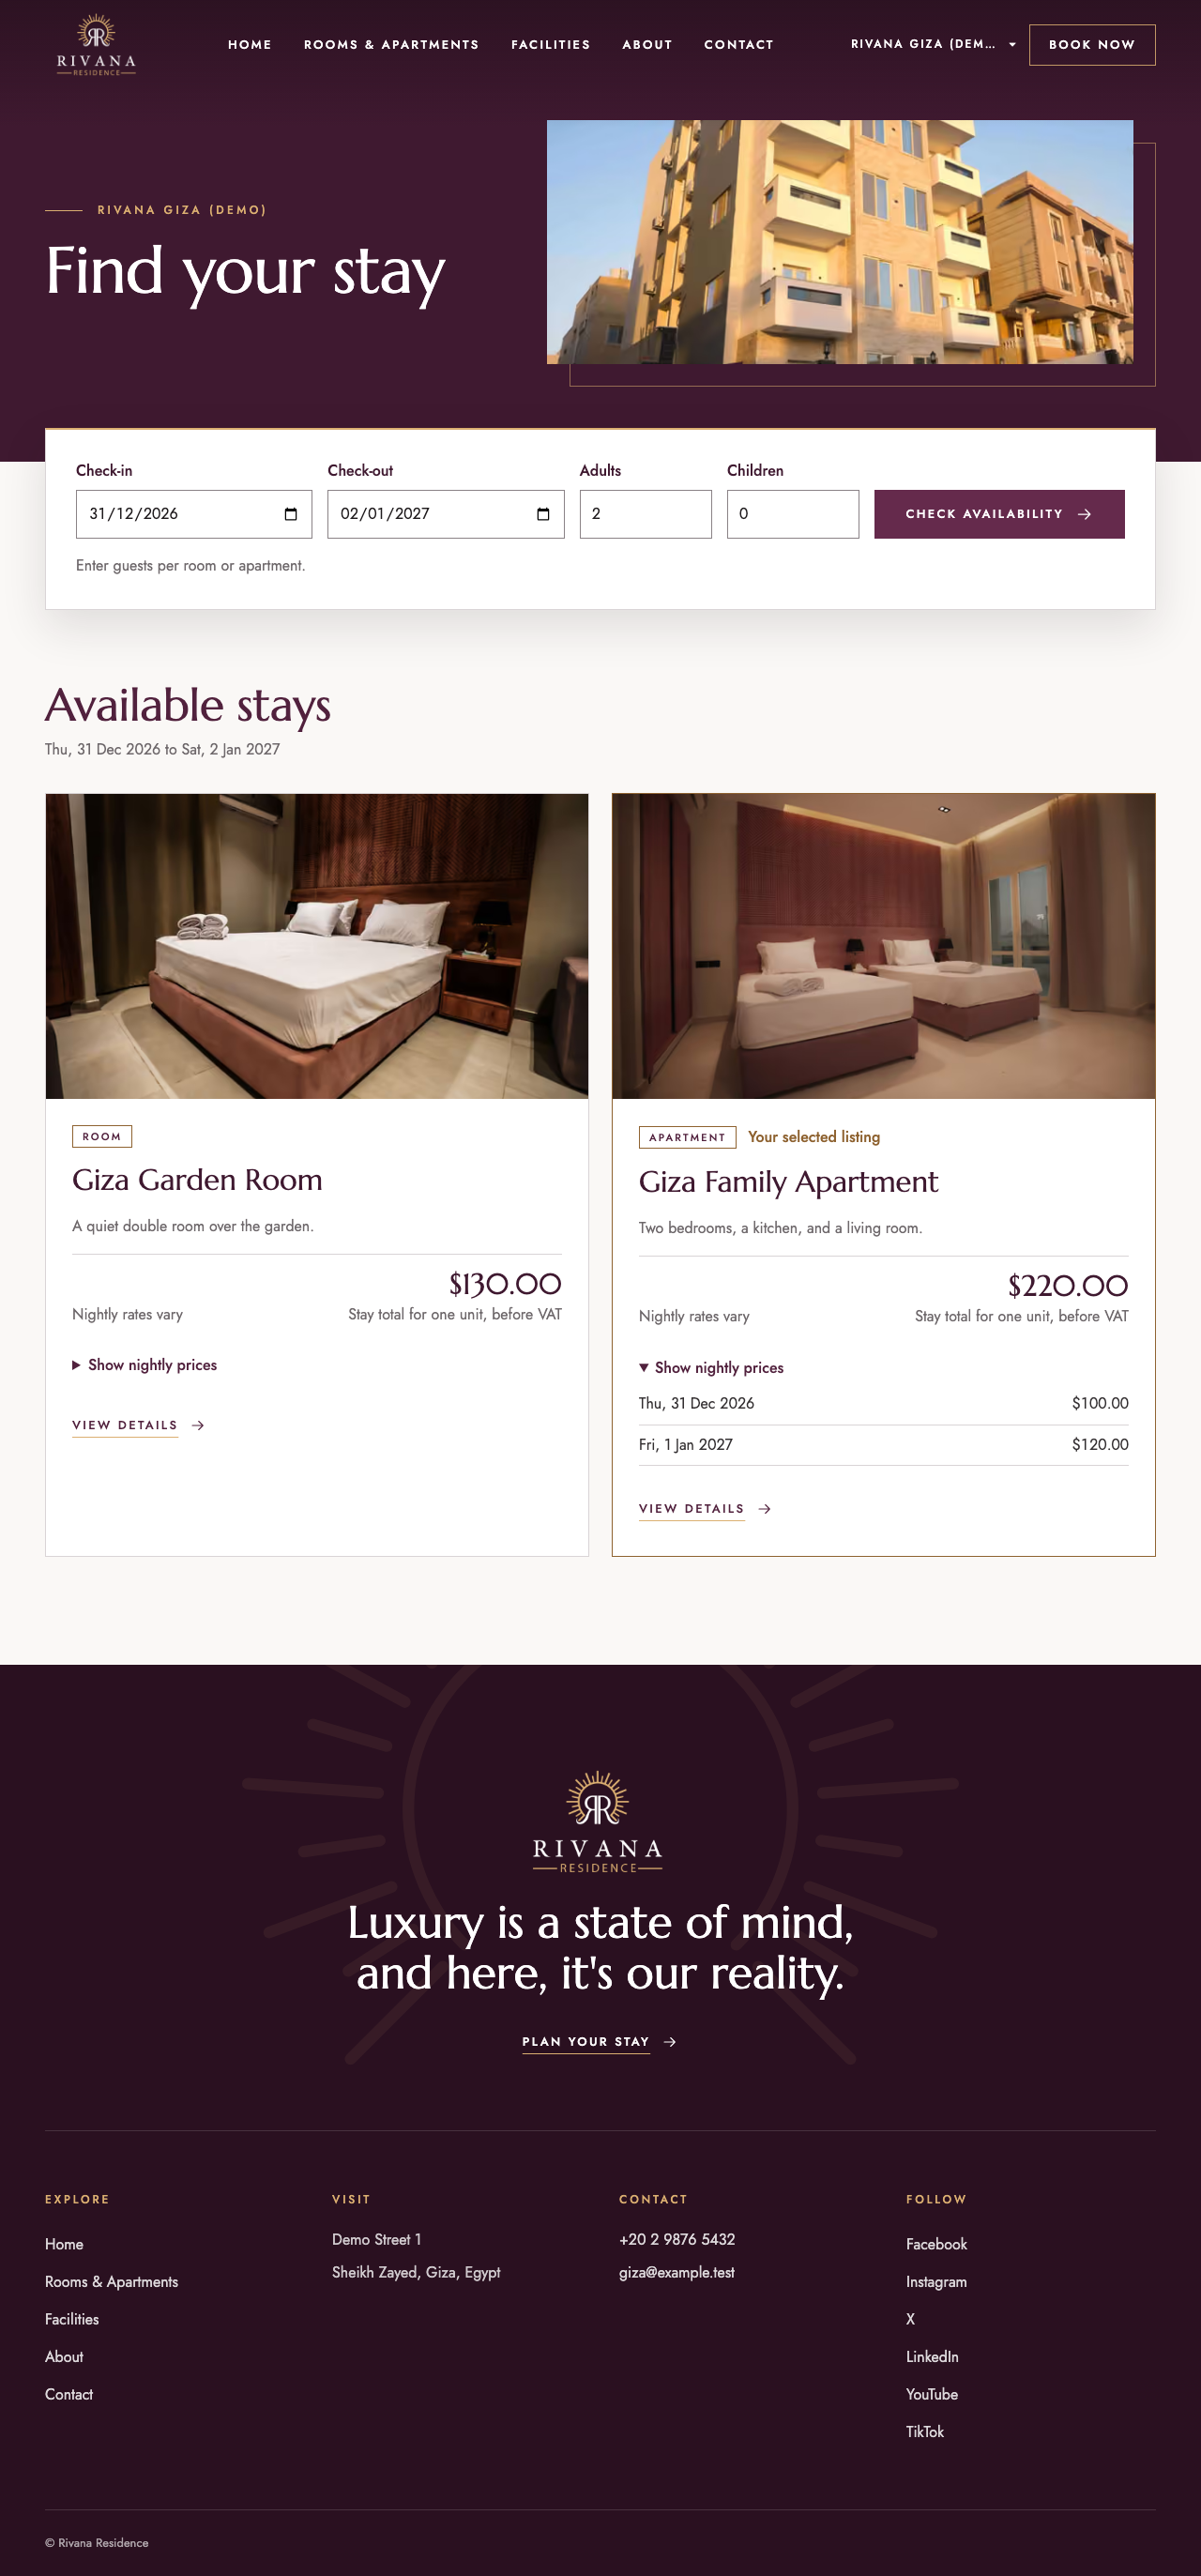 RIVANA
RESIDENCE
HOME
ROOMS & APARTMENTS
FACILITIES
ABOUT
CONTACT
RIVANA GIZA (DEM...
BOOK NOW
RIVANA GIZA (DEMO)
Find your stay
Check-in
Check-out
Adults
Children
31/12/2026
02/01/2027
2
0
CHECK AVAILABILITY
Enter guests per room or apartment.
Available stays
Thu, 31 Dec 2026 to Sat, 2 Jan 2027
ROOM
Giza Garden Room
A quiet double room over the garden.
$130.00
Nightly rates vary
Stay total for one unit, before VAT
Show nightly prices
VIEW DETAILS
APARTMENT
Your selected listing
Giza Family Apartment
Two bedrooms, a kitchen, and a living room.
$220.00
Nightly rates vary
Stay total for one unit, before VAT
Show nightly prices
Thu, 31 Dec 2026 $100.00
Fri, 1 Jan 2027 $120.00
VIEW DETAILS
RIVANA
RESIDENCE
Luxury is a state of mind,
and here, it's our reality.
PLAN YOUR STAY
EXPLORE
Home
Rooms & Apartments
Facilities
About
Contact
VISIT
Demo Street 1
Sheikh Zayed, Giza, Egypt
CONTACT
+20 2 9876 5432
giza@example.test
FOLLOW
Facebook
Instagram
X
LinkedIn
YouTube
TikTok
© Rivana Residence